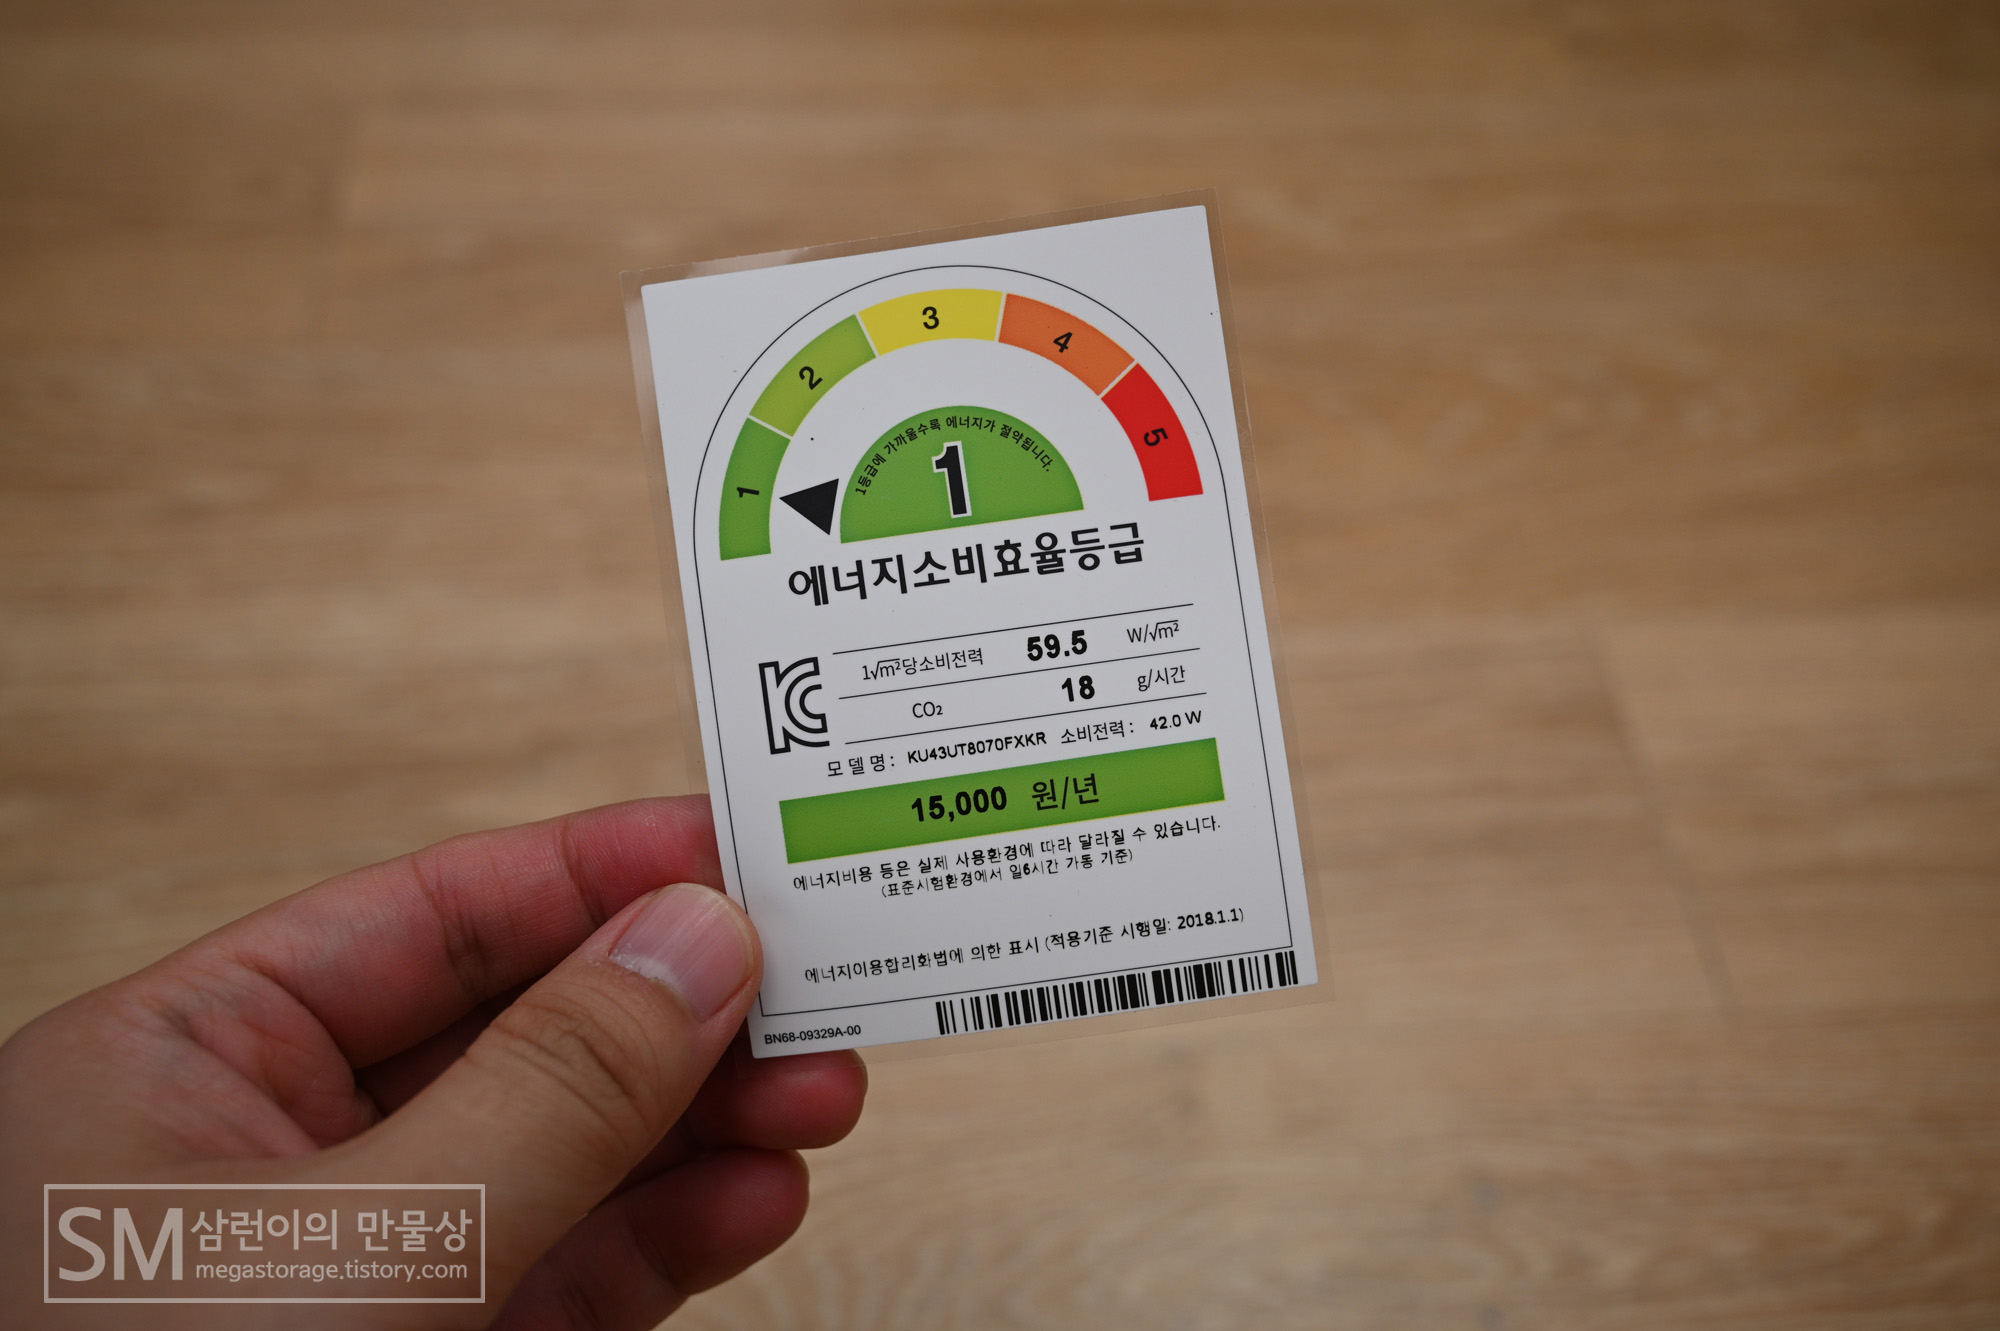 1
2
3
4
5
1등급에 가까울수록 에너지가 절약됩니다.
1
에너지소비효율등급
1√m²당소비전력 59.5 W/√m²
CO₂ 18 g/시간
모델명: KU43UT8070FXKR 소비전력: 42.0 W
15,000 원/년
에너지비용 등은 실제 사용환경에 따라 달라질 수 있습니다.
(표준시험환경에서 일6시간 가동 기준)
에너지이용합리화법에 의한 표시 (적용기준 시행일: 2018.1.1)
BN68-09329A-00
SM 삼런이의 만물상
megastorage.tistory.com